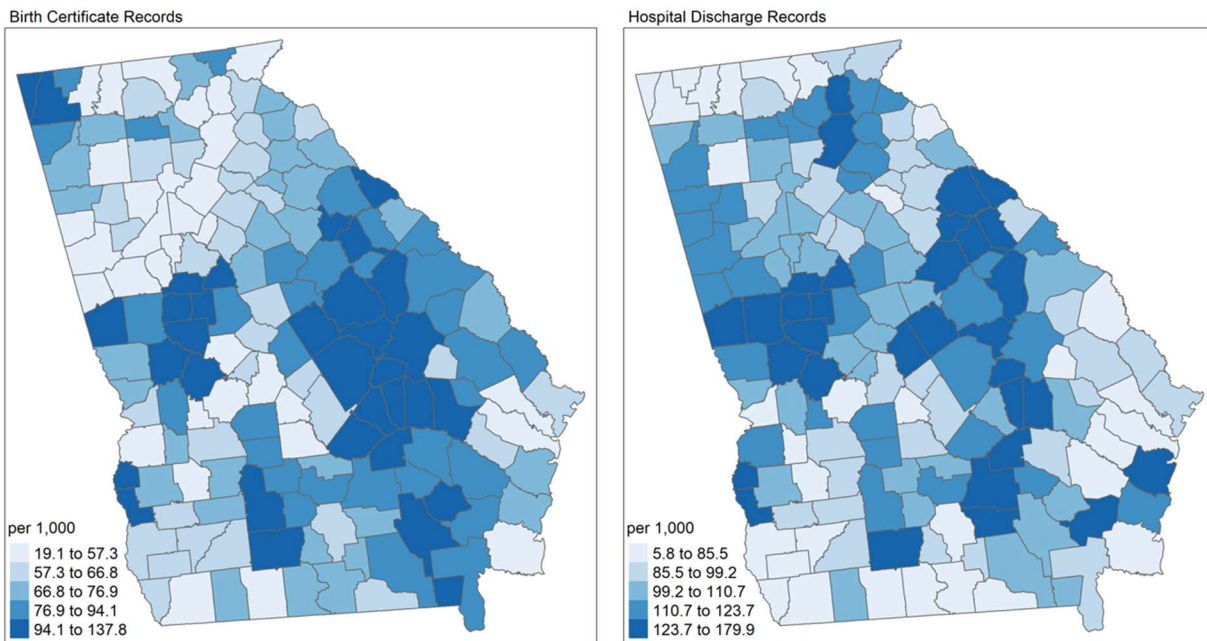 Birth Certificate Records
Hospital Discharge Records
per 1,000
19.1 to 57.3
57.3 to 66.8
66.8 to 76.9
76.9 to 94.1
94.1 to 137.8
per 1,000
5.8 to 85.5
85.5 to 99.2
99.2 to 110.7
110.7 to 123.7
123.7 to 179.9